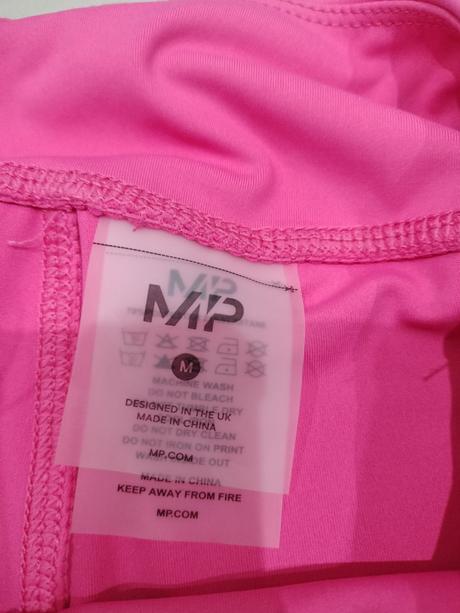 MP
M
MACHINE WASH
DO NOT BLEACH
DESIGNED IN THE UK
MADE IN CHINA
DO NOT DRY CLEAN
DO NOT IRON ON PRINT
MP.COM
MADE IN CHINA
KEEP AWAY FROM FIRE
MP.COM